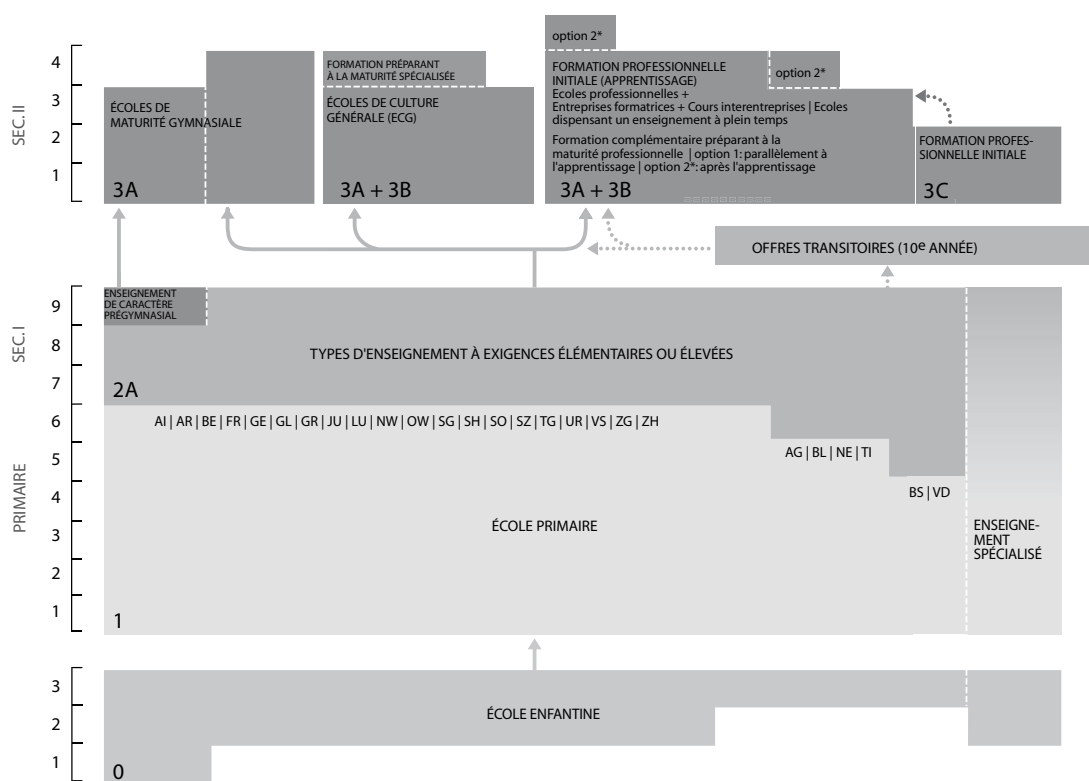 option 2*
4
3
2
1
SEC. II
ÉCOLES DE
MATURITÉ GYMNASIALE
3A
FORMATION PRÉPARANT
À LA MATURITÉ SPÉCIALISÉE
ÉCOLES DE CULTURE
GÉNÉRALE (ECG)
3A + 3B
FORMATION PROFESSIONNELLE
INITIALE (APPRENTISSAGE)
Ecoles professionnelles +
Entreprises formatrices + Cours interentreprises | Ecoles
dispensant un enseignement à plein temps
Formation complémentaire préparant à la
maturité professionnelle | option 1: parallèlement à
l'apprentissage | option 2*: après l'apprentissage
3A + 3B
option 2*
FORMATION PROFES-
SIONNELLE INITIALE
3C
OFFRES TRANSITOIRES (10e ANNÉE)
9
8
7
SEC. I
ENSEIGNEMENT
DE CARACTÈRE
PRÉGYMNASIAL
TYPES D'ENSEIGNEMENT À EXIGENCES ÉLÉMENTAIRES OU ÉLEVÉES
2A
6
5
4
3
2
1
PRIMAIRE
AI | AR | BE | FR | GE | GL | GR | JU | LU | NW | OW | SG | SH | SO | SZ | TG | UR | VS | ZG | ZH
AG | BL | NE | TI
BS | VD
ÉCOLE PRIMAIRE
ENSEIGNE-
MENT
SPÉCIALISÉ
1
3
2
1
ÉCOLE ENFANTINE
0